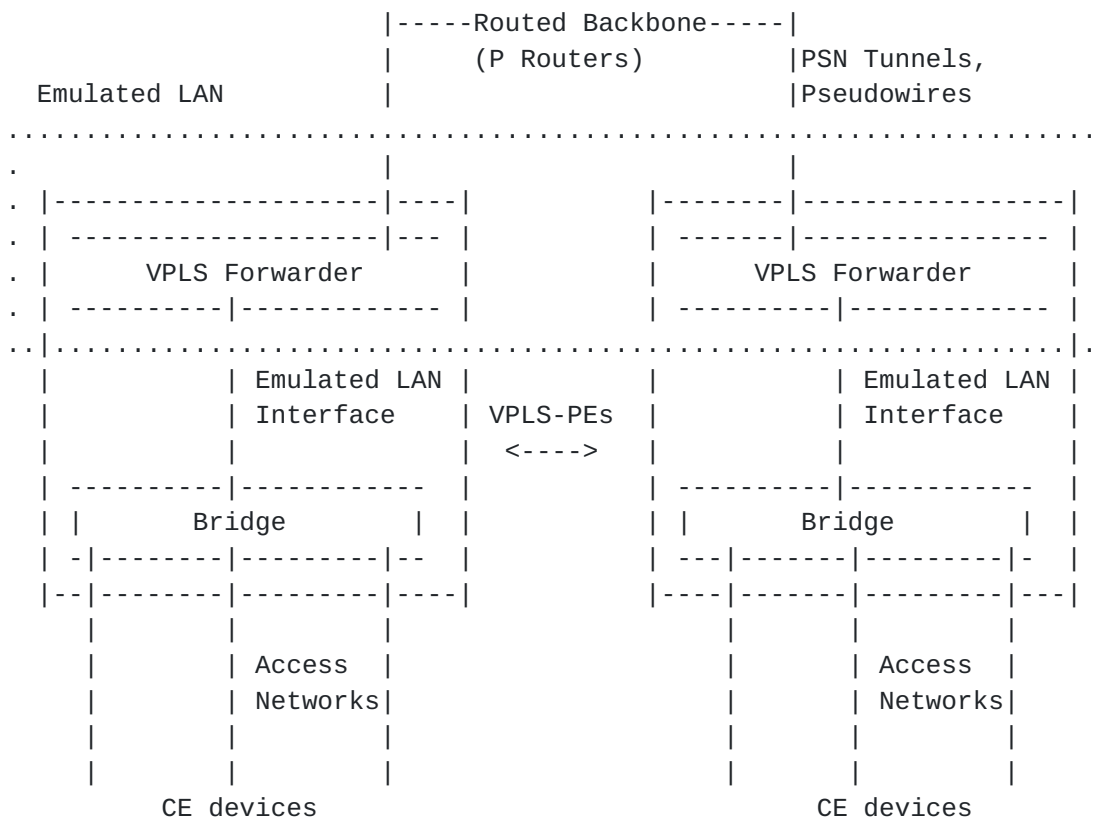 |-----Routed Backbone-----|
|     (P Routers)         |PSN Tunnels,
Emulated LAN          |                         |Pseudowires
.......................................................................
.                       |                         |
. |---------------------|----|           |--------|-----------------|
. | --------------------|--- |           | -------|---------------- |
. |      VPLS Forwarder      |           |      VPLS Forwarder      |
. | ----------|------------- |           | ----------|------------- |
..|.................................................................|.
  |           | Emulated LAN |           |           | Emulated LAN |
  |           | Interface    | VPLS-PEs  |           | Interface    |
  |           |              |  <---->   |           |              |
  | ----------|------------  |           | ----------|------------  |
  | |       Bridge        |  |           | |       Bridge        |  |
  | -|--------|---------|--  |           | ---|-------|---------|-  |
  |--|--------|---------|----|           |----|-------|---------|---|
     |        |         |                     |       |         |
     |        | Access  |                     |       | Access  |
     |        | Networks|                     |       | Networks|
     |        |         |                     |       |         |
     |        |         |                     |       |         |
          CE devices                                CE devices